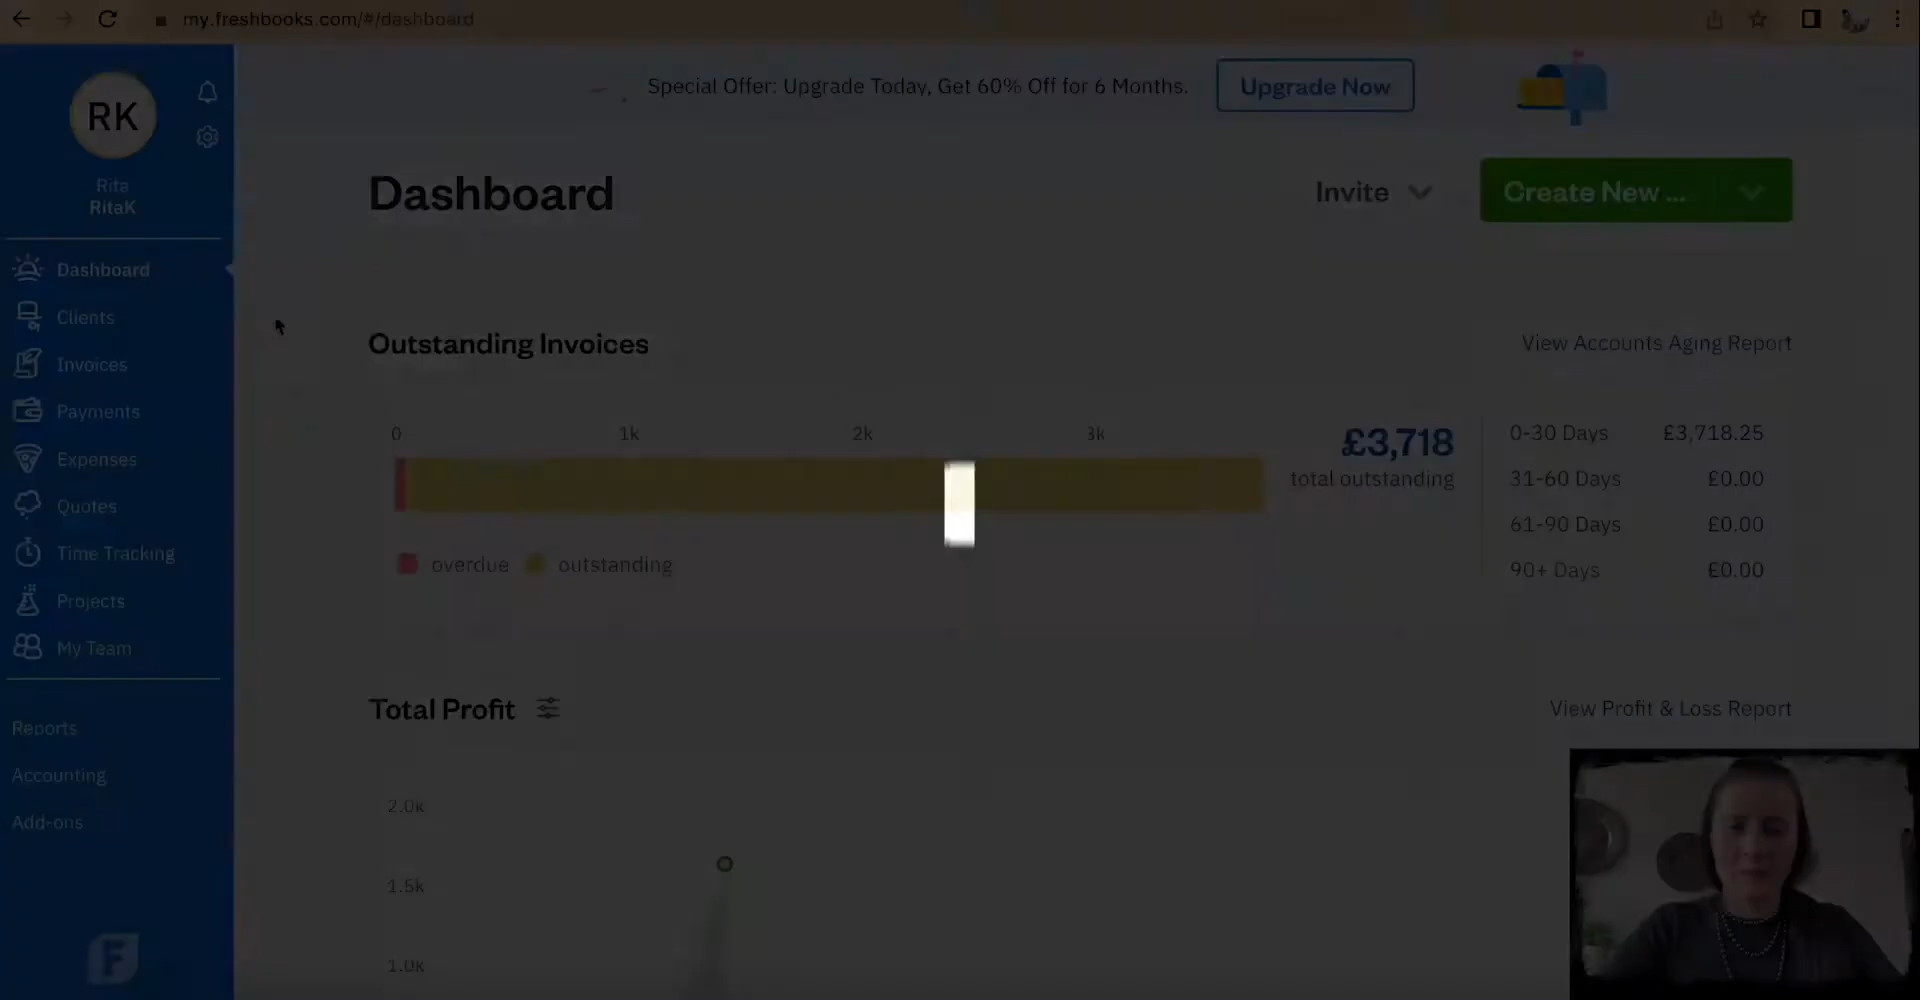 my.freshbooks.com/#/dashboard
Special Offer: Upgrade Today, Get 60% Off for 6 Months.
Upgrade Now
RK
Rita
RitaK
Dashboard
Clients
Invoices
Payments
Expenses
Quotes
Time Tracking
Projects
My Team
Reports
Accounting
Add-ons
F
Dashboard
Invite
Create New ...
Outstanding Invoices
View Accounts Aging Report
0 1k 2k 3k
£3,718
total outstanding
overdue outstanding
0-30 Days £3,718.25
31-60 Days £0.00
61-90 Days £0.00
90+ Days £0.00
Total Profit
View Profit & Loss Report
2.0k
1.5k
1.0k